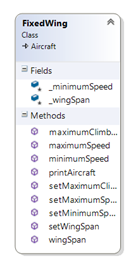 FixedWing
Class
Aircraft
Fields
_minimumSpeed
_wingSpan
Methods
maximumClimb...
maximumSpeed
minimumSpeed
printAircraft
setMaximumCli...
setMaximumSp...
setMinimumSp...
setWingSpan
wingSpan